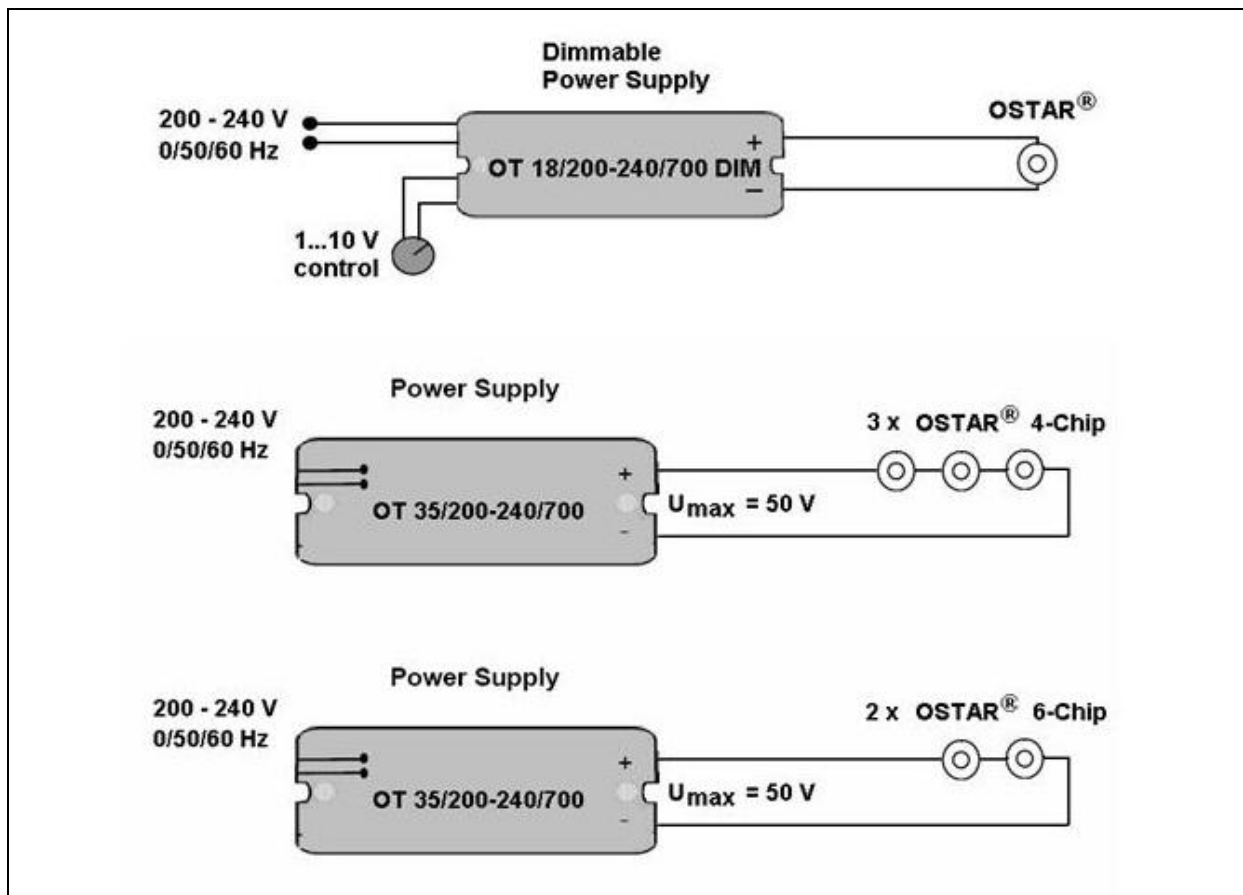 Dimmable
Power Supply
200 - 240 V
0/50/60 Hz
OSTAR®
+
OT 18/200-240/700 DIM
–
1...10 V
control
Power Supply
200 - 240 V
0/50/60 Hz
3 x OSTAR® 4-Chip
+
OT 35/200-240/700
Umax = 50 V
-
Power Supply
200 - 240 V
0/50/60 Hz
2 x OSTAR® 6-Chip
+
OT 35/200-240/700
Umax = 50 V
-